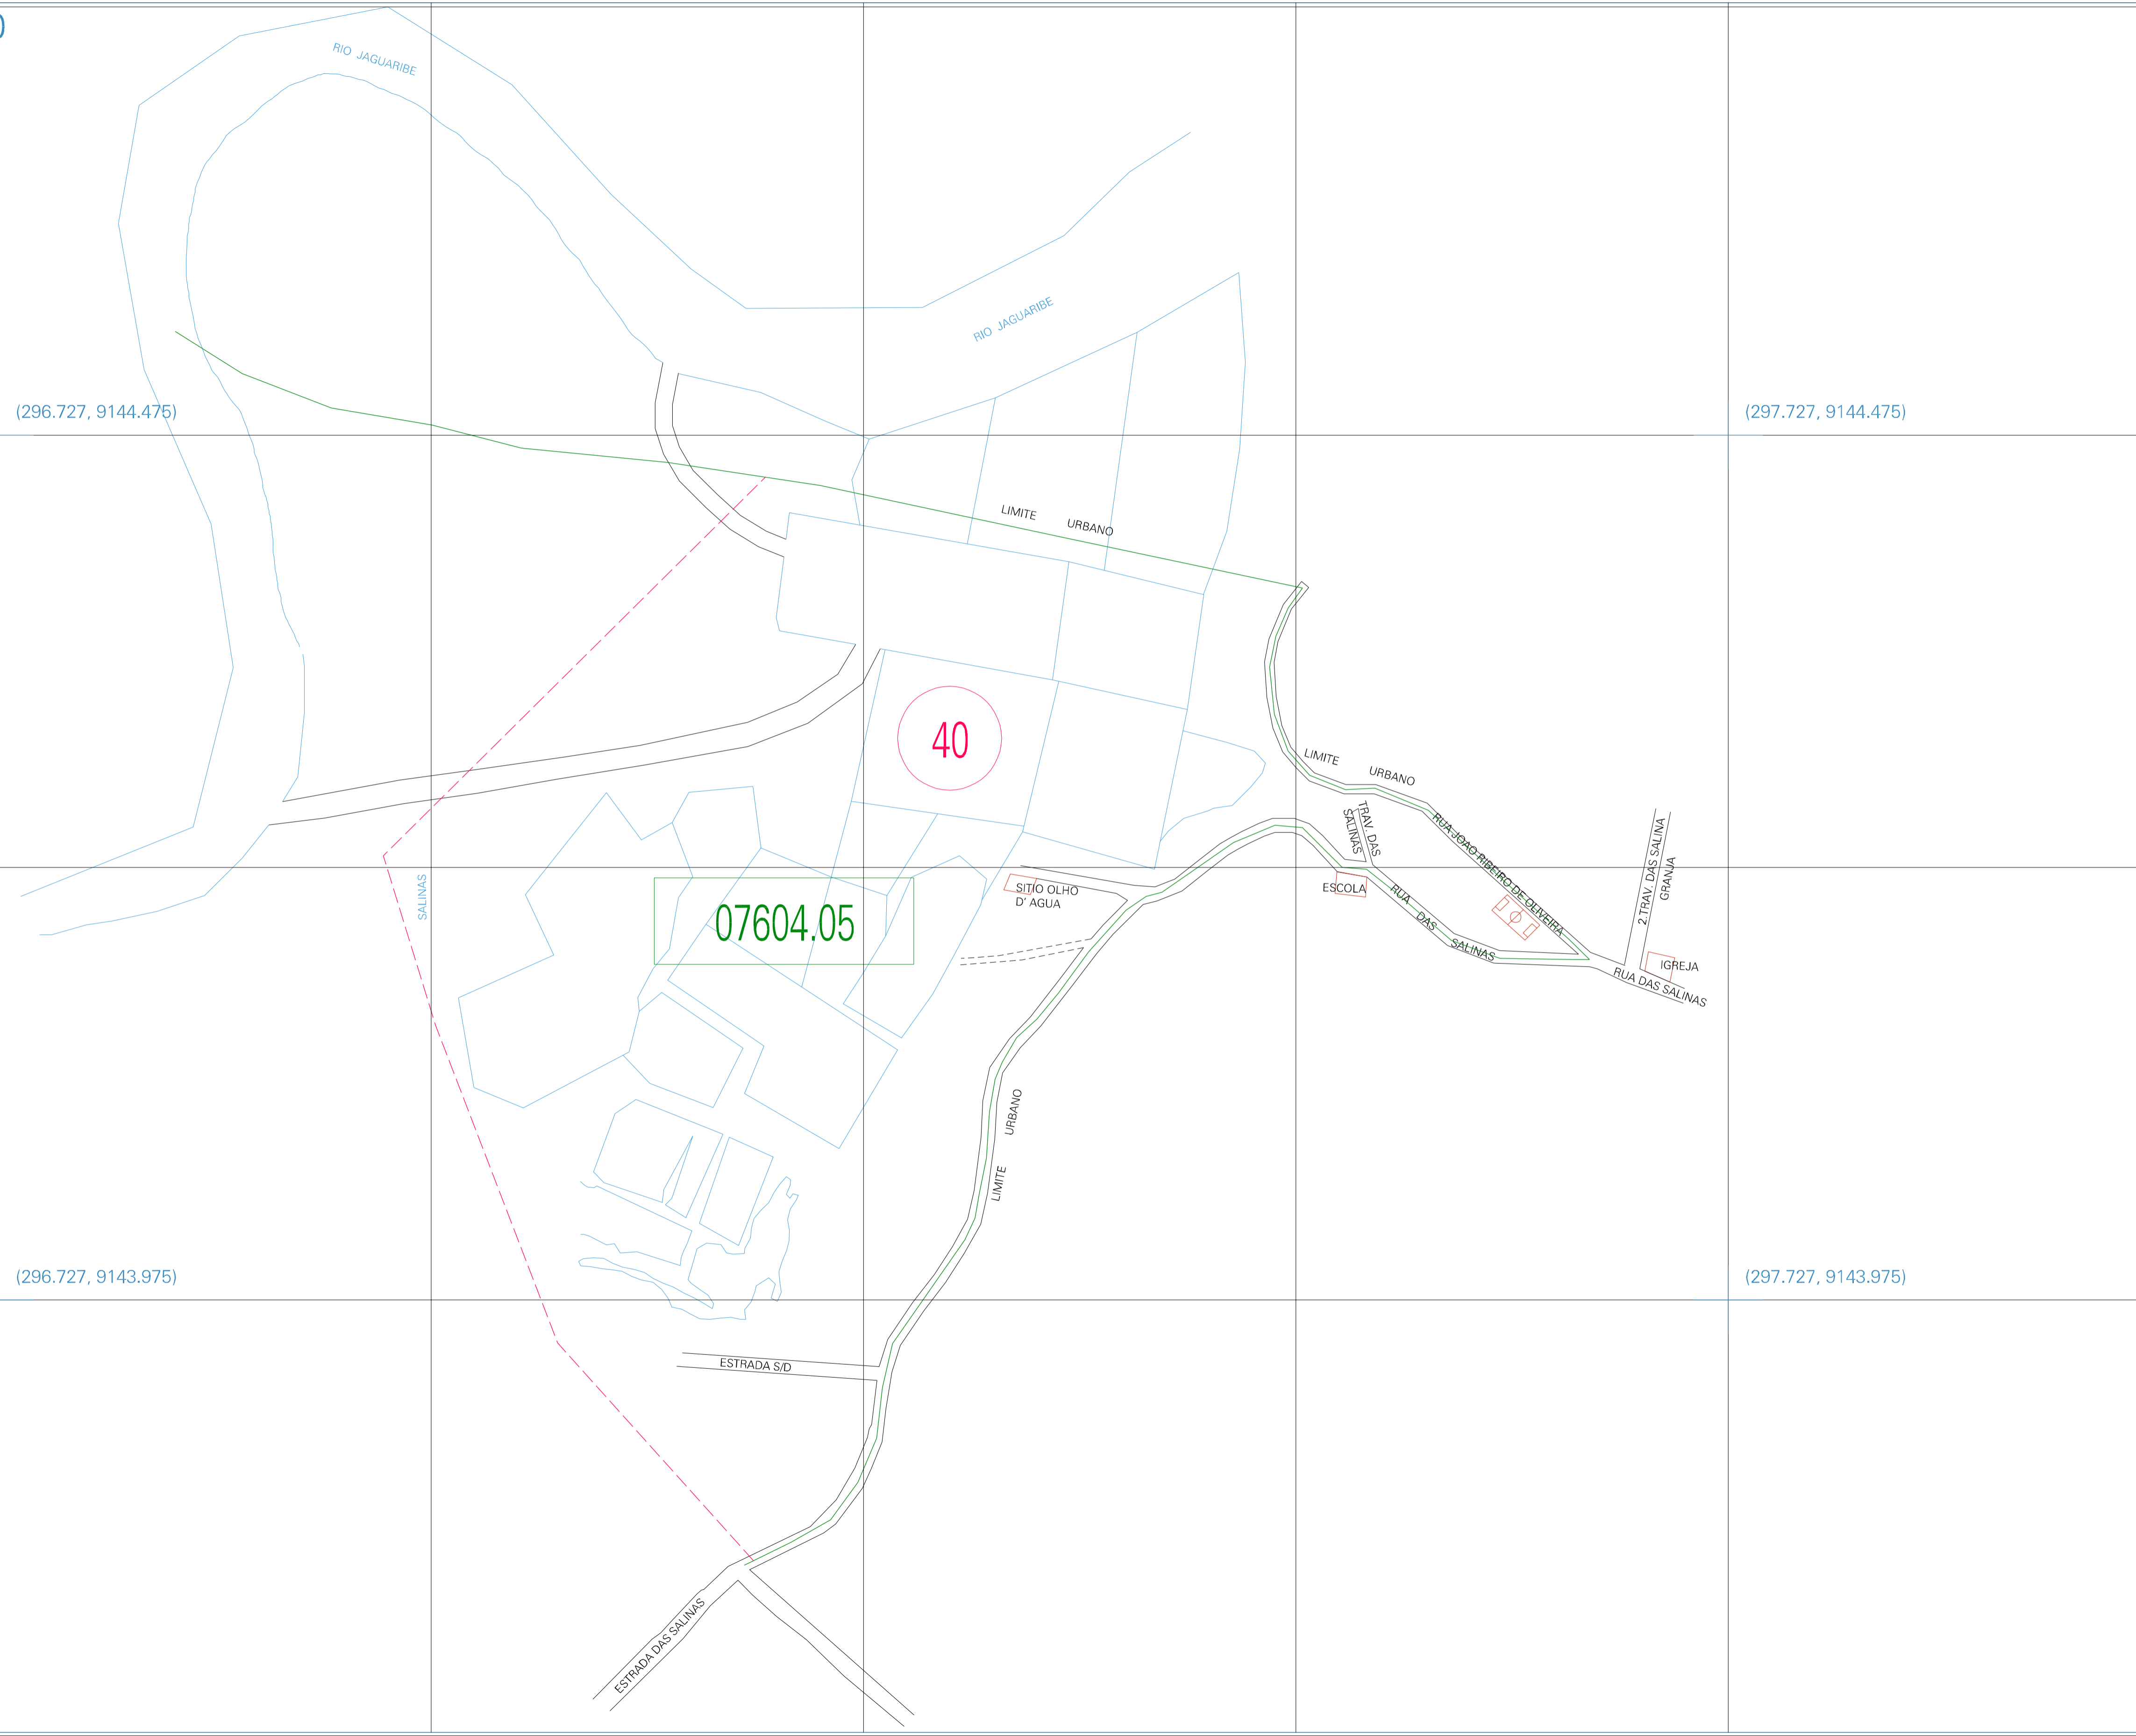 RIO JAGUARIBE
RIO JAGUARIBE
(296.727, 9144.475)
(297.727, 9144.475)
LIMITE URBANO
40
LIMITE URBANO
TRAV. DAS
SALINAS
RUA JOAO RIBEIRO DE OLIVEIRA
2.TRAV. DAS SALINA
GRANJA
SALINAS
SITIO OLHO
D' AGUA
ESCOLA
RUA DAS SALINAS
07604.05
IGREJA
RUA DAS SALINAS
LIMITE URBANO
(296.727, 9143.975)
(297.727, 9143.975)
ESTRADA S/D
ESTRADA DAS SALINAS